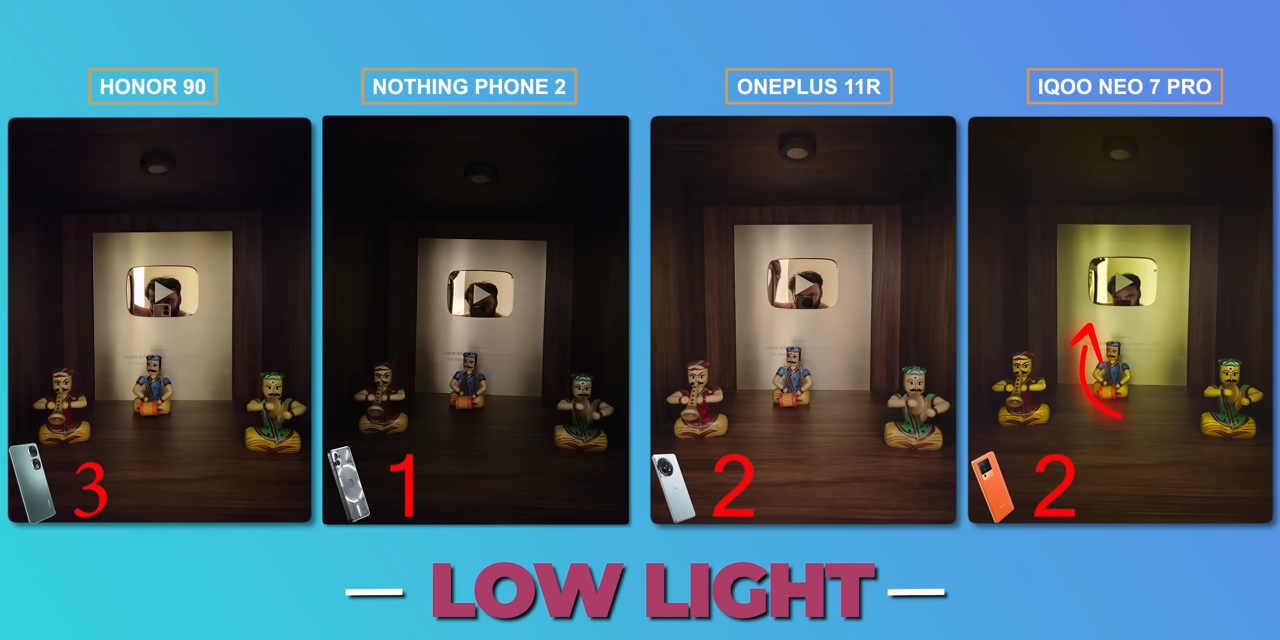 HONOR 90
NOTHING PHONE 2
ONEPLUS 11R
IQOO NEO 7 PRO
3
1
2
2
LOW LIGHT